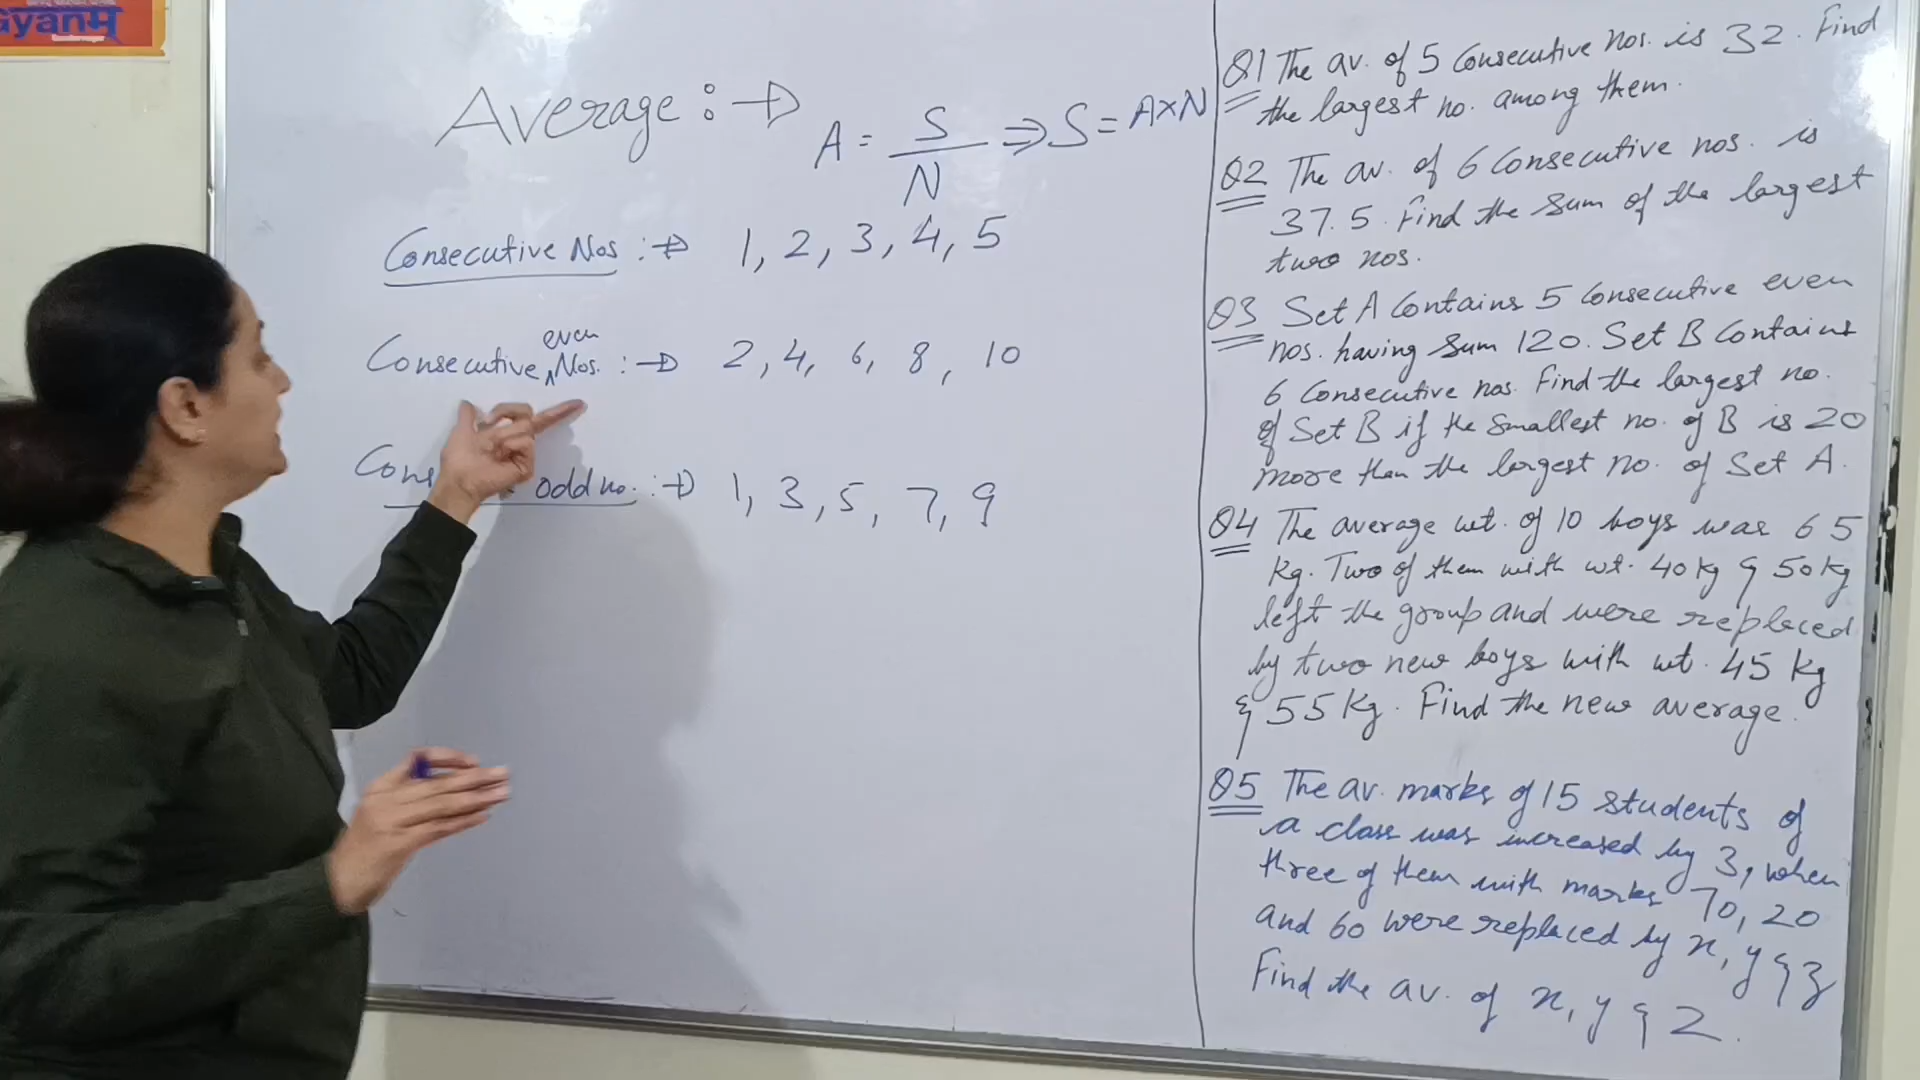 Gyanम
Average :→ A = S/N ⇒ S = A×N
Consecutive Nos :→ 1, 2, 3, 4, 5
Consecutive even Nos. :→ 2, 4, 6, 8, 10
odd no. :→ 1, 3, 5, 7, 9
Q1 The av. of 5 Consecutive nos. is 32. Find
the largest no. among them.
Q2 The av. of 6 Consecutive nos. is
37.5. Find the sum of the largest
two nos.
Q3 Set A Contains 5 Consecutive even
nos. having sum 120. Set B Contains
6 Consecutive nos. Find the largest no.
of Set B if the smallest no. of B is 20
more than the largest no. of Set A.
Q4 The average wt. of 10 boys was 65
kg. Two of them with wt. 40 kg & 50 kg
left the group and were replaced
by two new boys with wt. 45 kg
& 55 kg. Find the new average.
Q5 The av. marks of 15 students of
a class was increased by 3, when
three of them with marks 70, 20
and 60 were replaced by x, y & z
Find the av. of x, y & z.